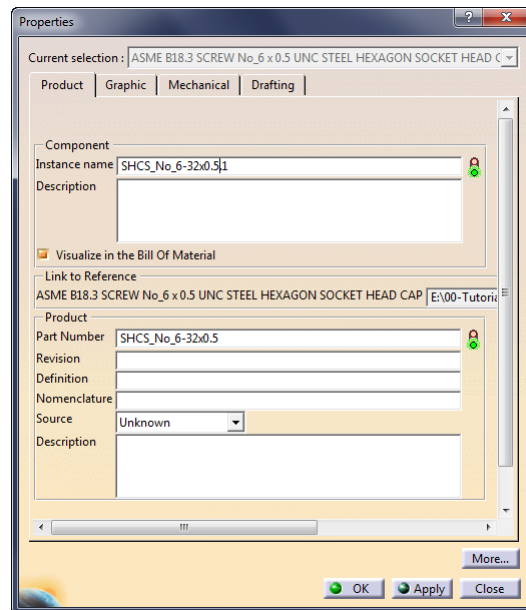 Properties
Current selection : ASME B18.3 SCREW No_6 x 0.5 UNC STEEL HEXAGON SOCKET HEAD
Product Graphic Mechanical Drafting
Component
Instance name SHCS_No_6-32x0.5.1
Description
Visualize in the Bill Of Material
Link to Reference
ASME B18.3 SCREW No_6 x 0.5 UNC STEEL HEXAGON SOCKET HEAD CAP E:\00-Tutoria
Product
Part Number SHCS_No_6-32x0.5
Revision
Definition
Nomenclature
Source Unknown
Description
More...
OK Apply Close